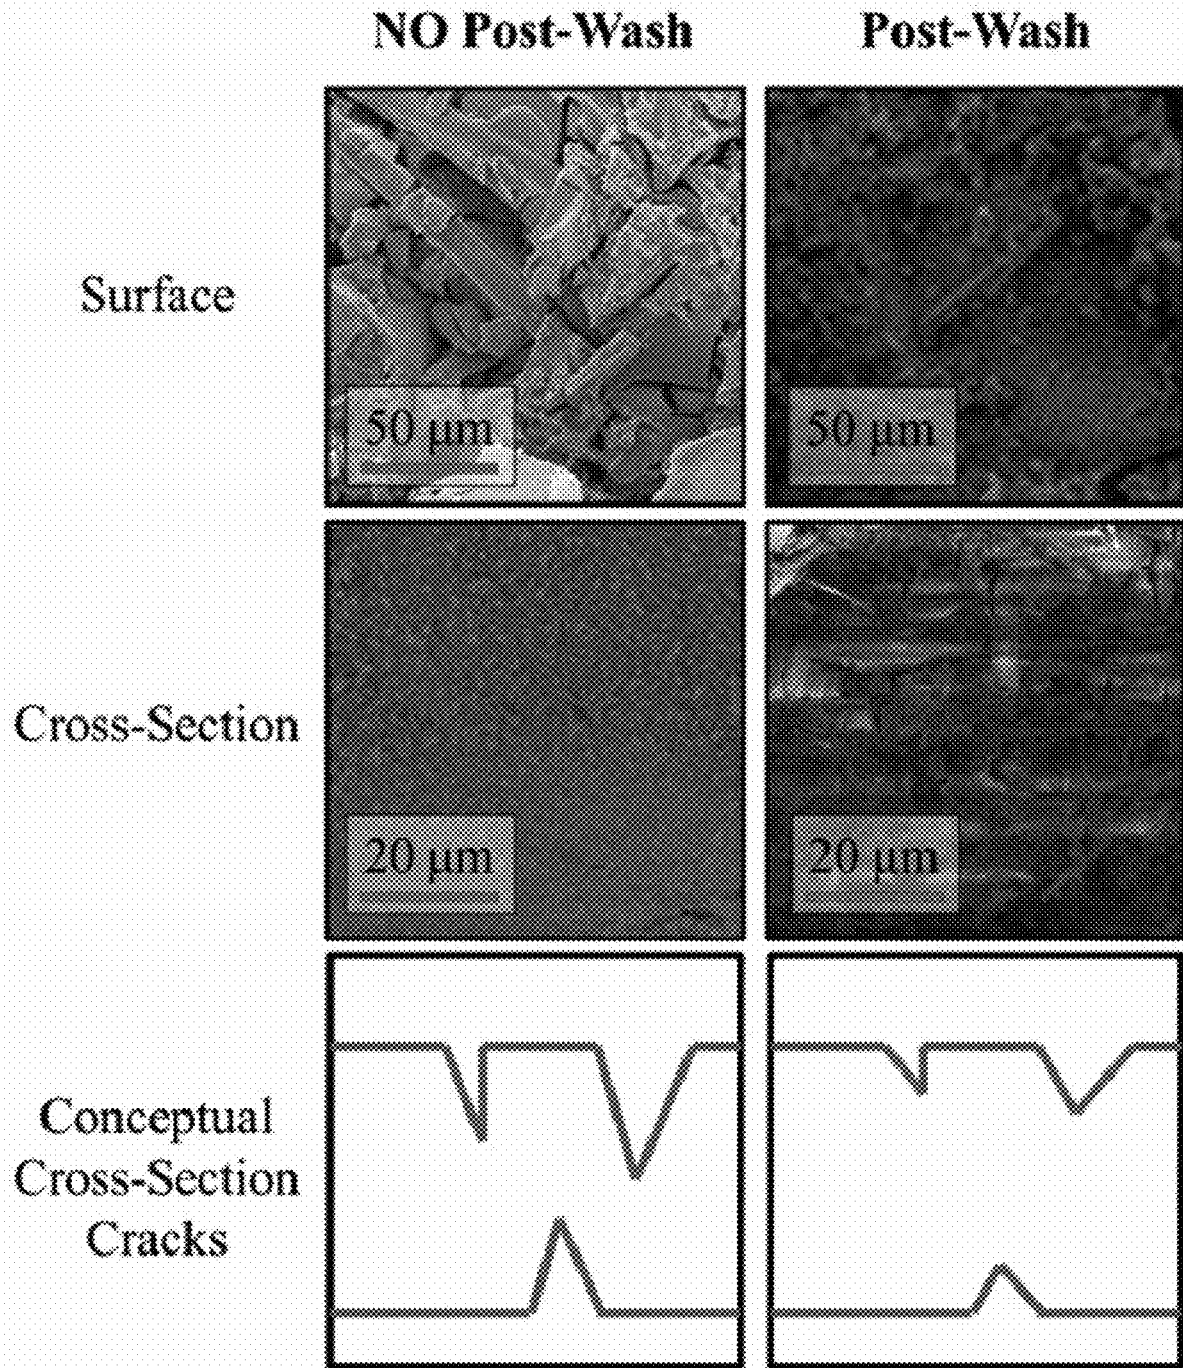 NO Post-Wash
Post-Wash
Surface
50 μm
50 μm
Cross-Section
20 μm
20 μm
Conceptual
Cross-Section
Cracks